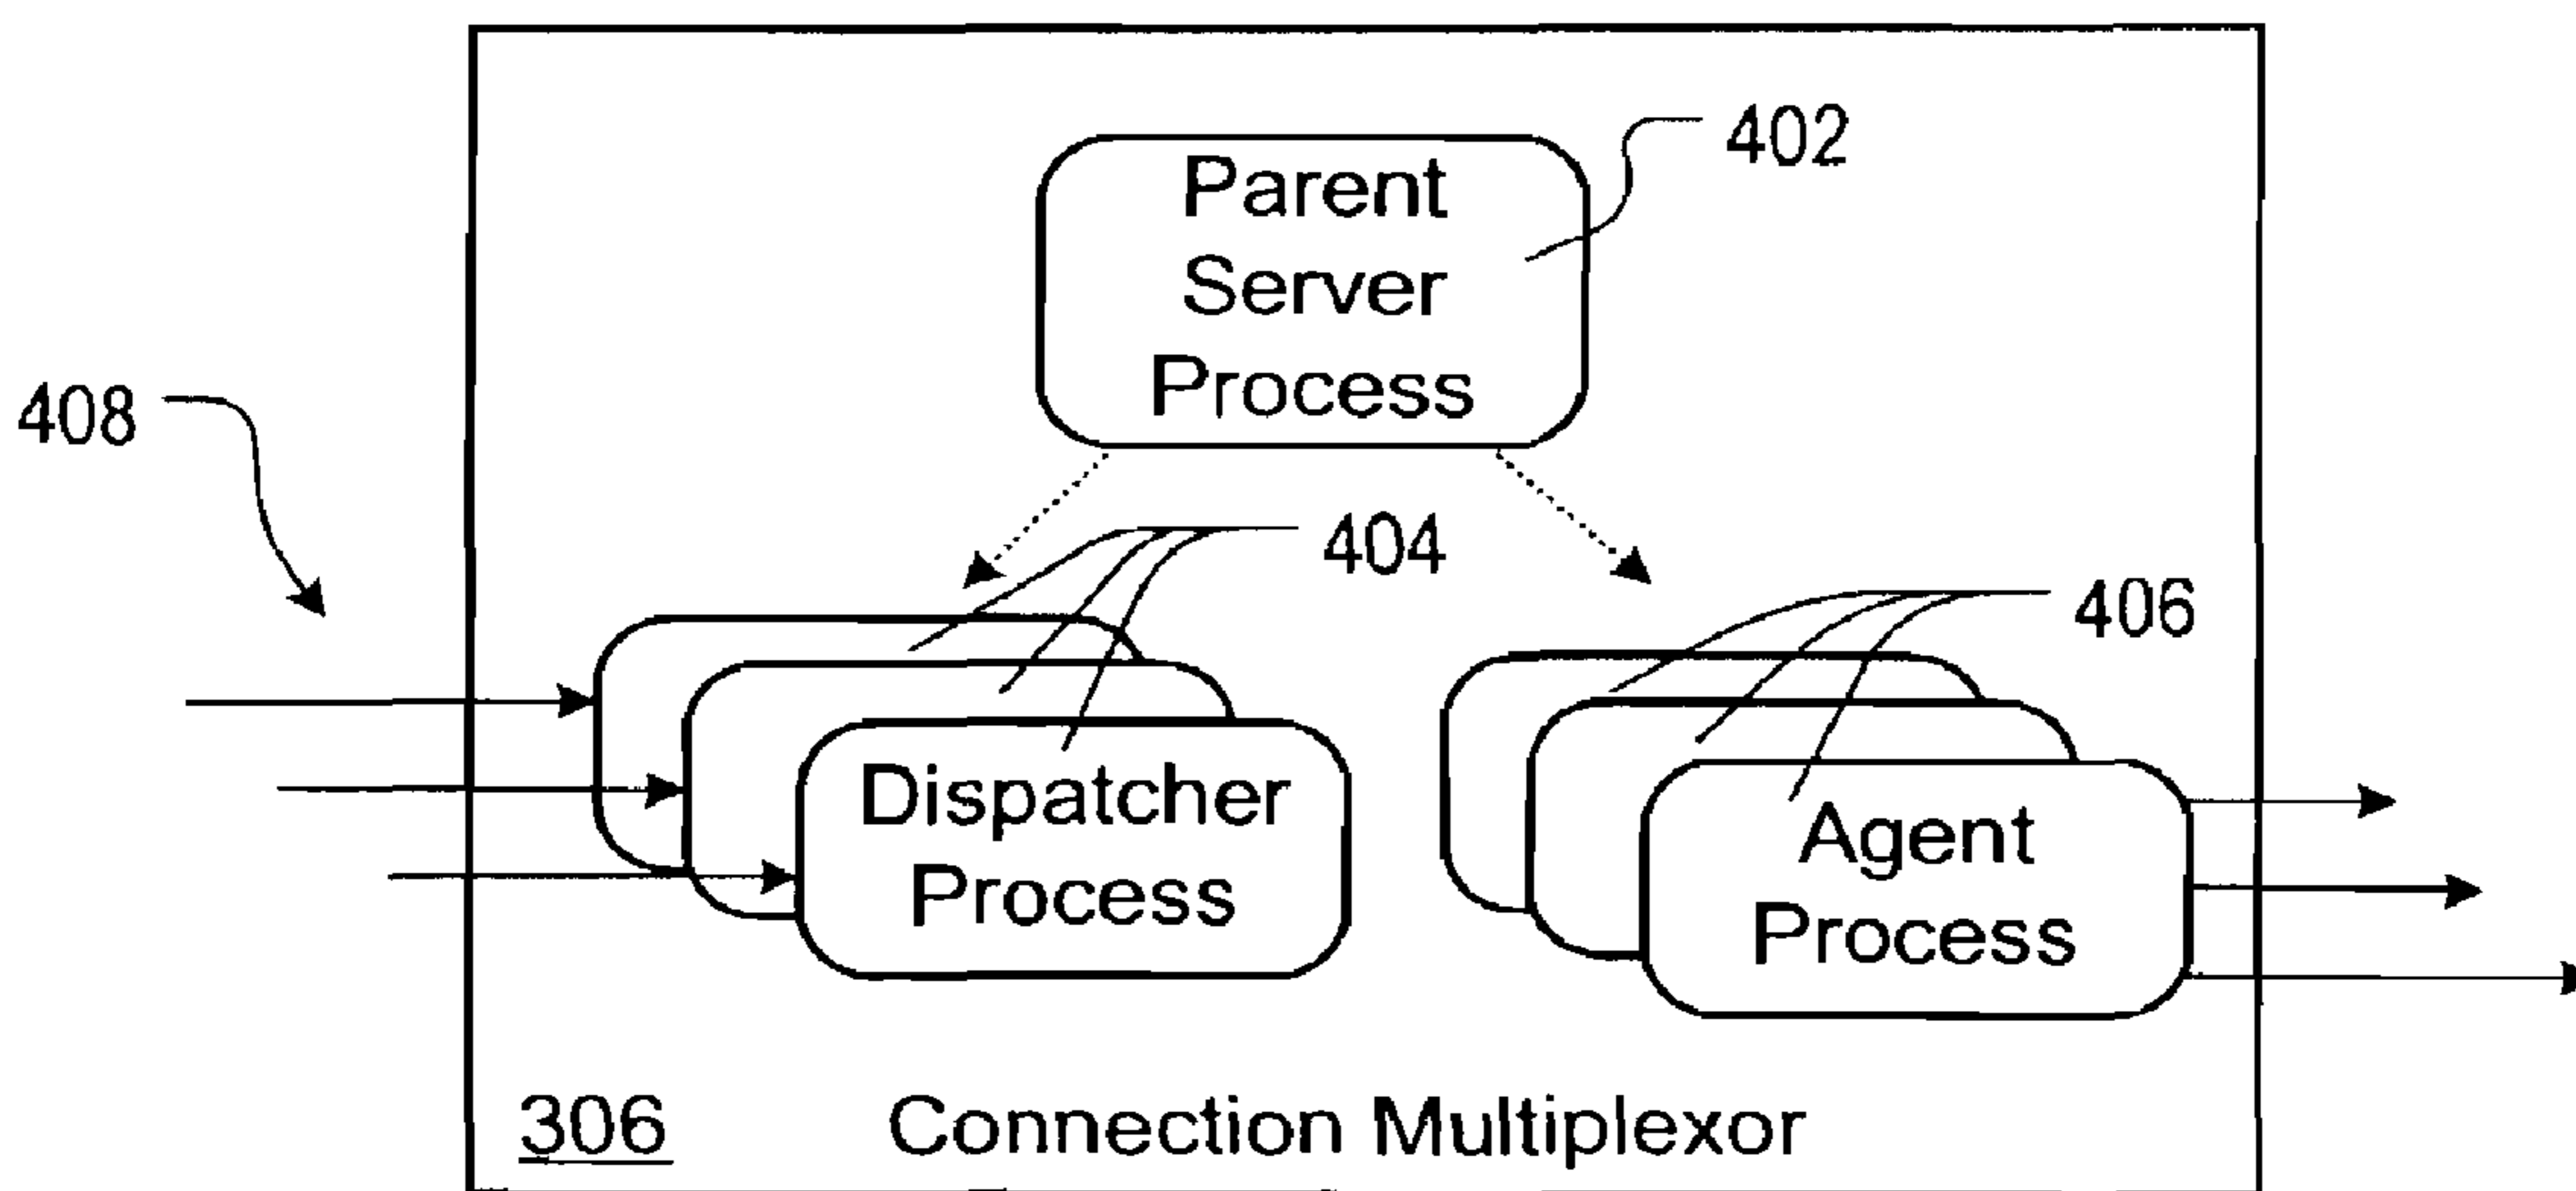 402
Parent
Server
Process
408
404
406
Dispatcher
Process
Agent
Process
306
Connection Multiplexor